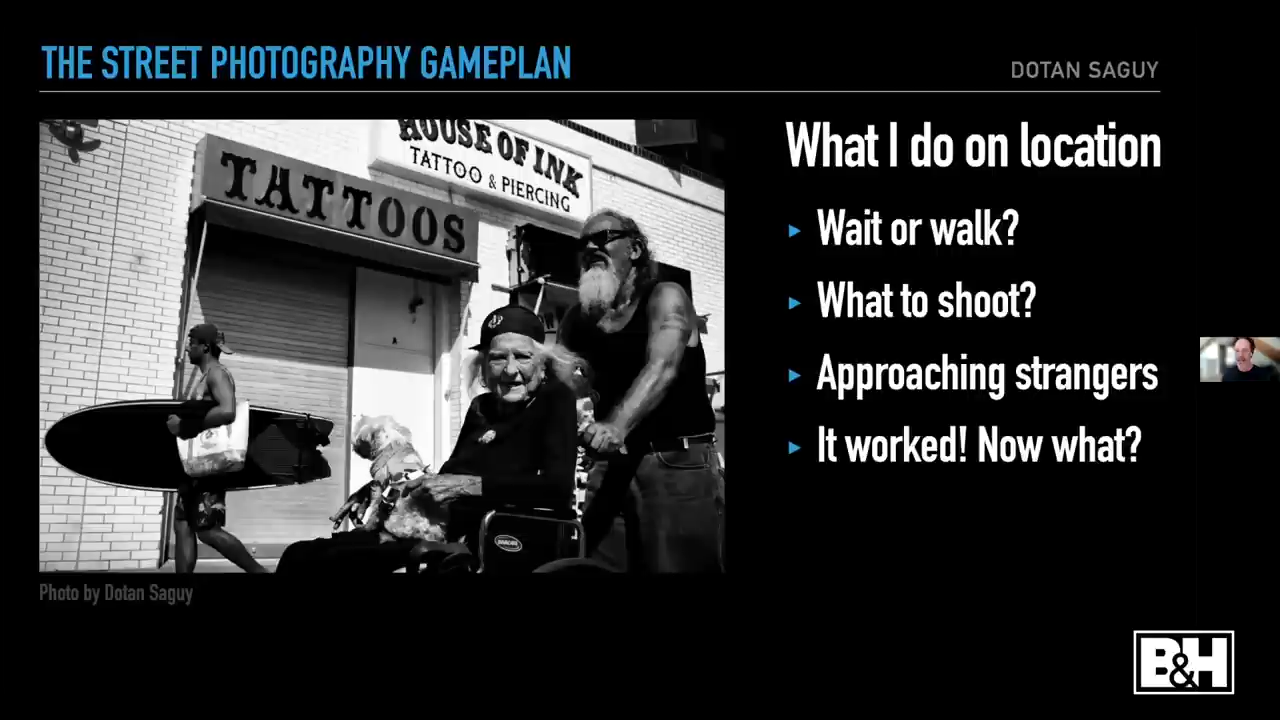 THE STREET PHOTOGRAPHY GAMEPLAN
DOTAN SAGUY
HOUSE OF INK
TATTOO & PIERCING
TATTOOS
A
What I do on location
Wait or walk?
What to shoot?
Approaching strangers
It worked! Now what?
Photo by Dotan Saguy
B&H